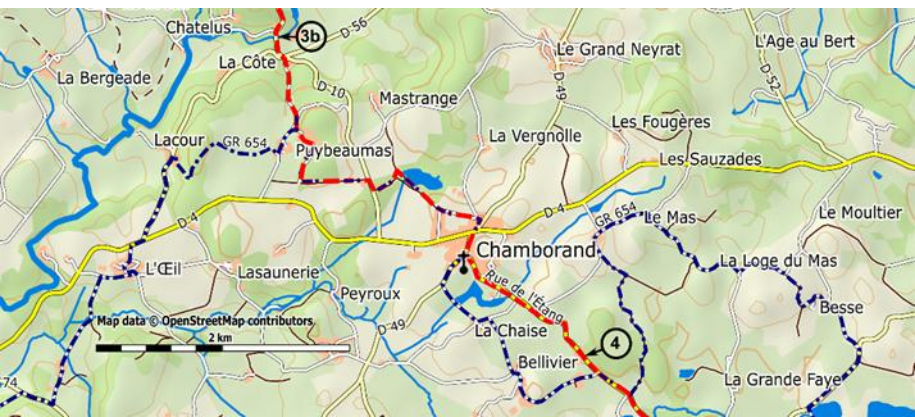 Chatelus
3b
D-56
Le Grand Neyrat
L'Age au Bert
La Bergeade
La Côte
D-10
D-49
D-52
Mastrange
Lacour
GR 654
Puybeaumas
La Vergnolle
Les Fougères
Les Sauzades
D-4
D-4
GR 654
Le Mas
Le Moultier
Chamborand
L'Œil
Lasaunerie
Peyroux
Rue de l'Étang
La Loge du Mas
Besse
Map data © OpenStreetMap contributors
2 km
D-49
La Chaise
4
Bellivier
La Grande Faye
74